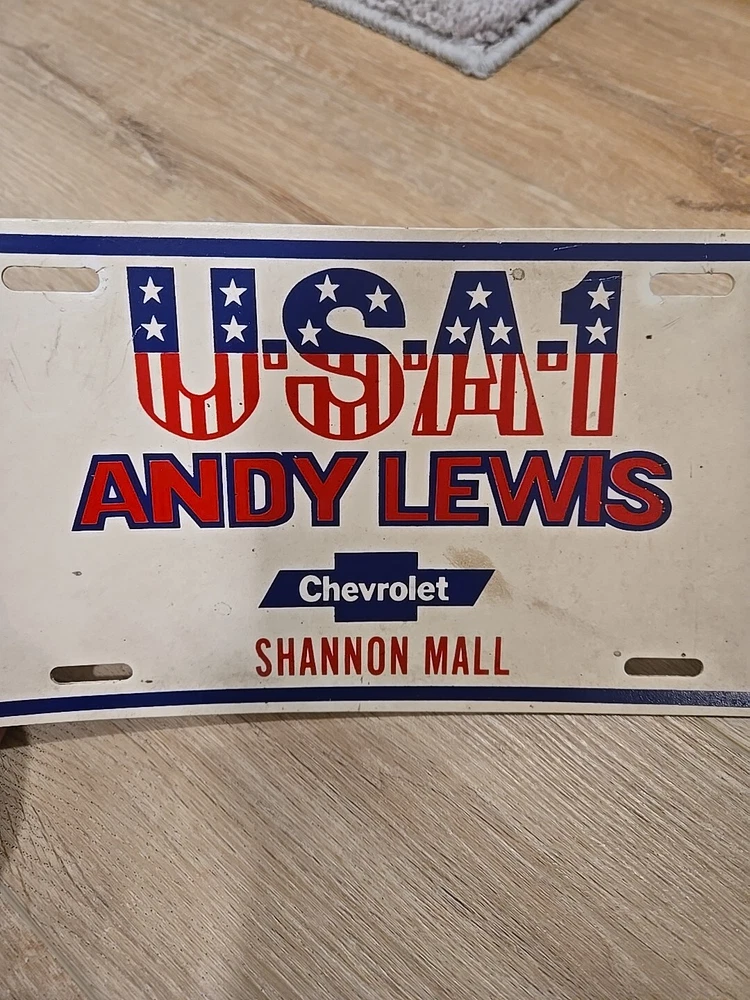 U·S·A·1
ANDY LEWIS
Chevrolet
SHANNON MALL